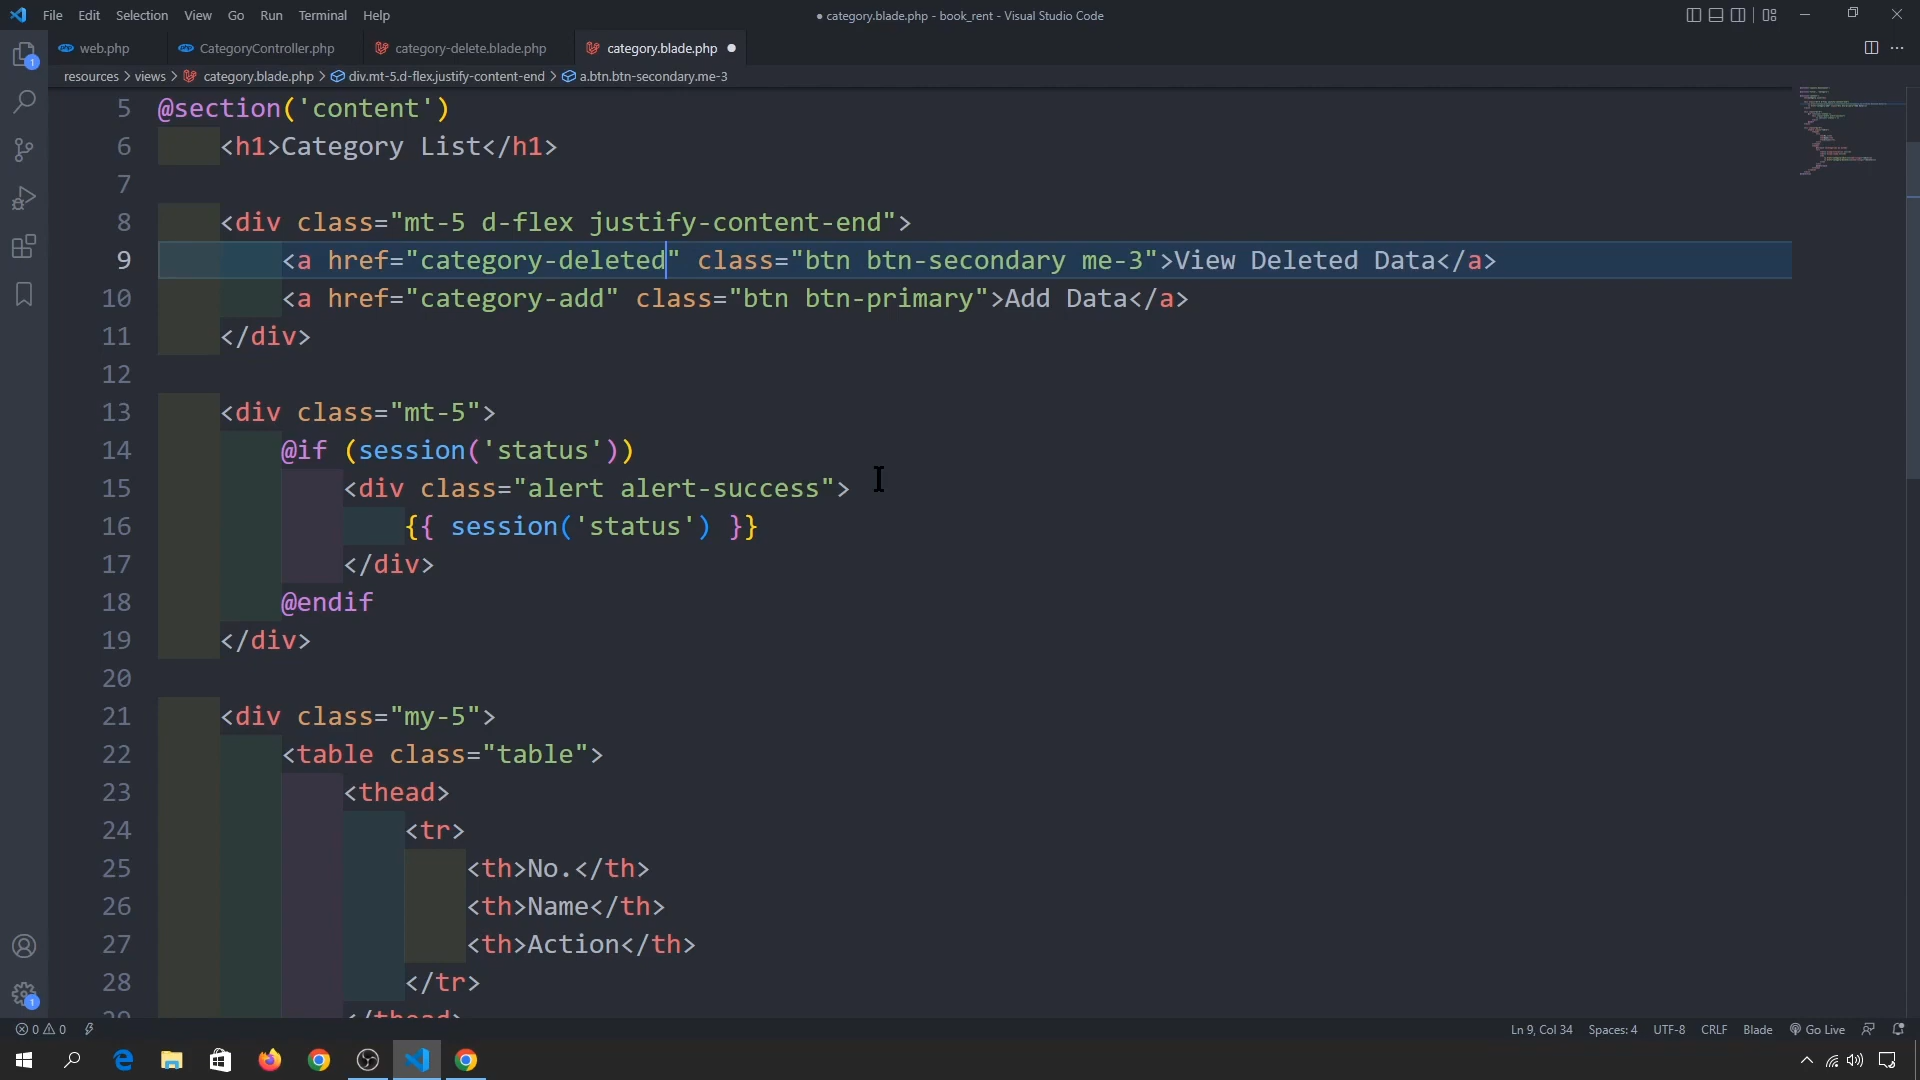 File Edit Selection View Go Run Terminal Help
● category.blade.php - book_rent - Visual Studio Code
web.php CategoryController.php category-delete.blade.php category.blade.php ●
resources > views > category.blade.php > div.mt-5.d-flex.justify-content-end > a.btn.btn-secondary.me-3
5 @section('content')
6 <h1>Category List</h1>
7
8 <div class="mt-5 d-flex justify-content-end">
9 <a href="category-deleted" class="btn btn-secondary me-3">View Deleted Data</a>
10 <a href="category-add" class="btn btn-primary">Add Data</a>
11 </div>
12
13 <div class="mt-5">
14 @if (session('status'))
15 <div class="alert alert-success">
16 {{ session('status') }}
17 </div>
18 @endif
19 </div>
20
21 <div class="my-5">
22 <table class="table">
23 <thead>
24 <tr>
25 <th>No.</th>
26 <th>Name</th>
27 <th>Action</th>
28 </tr>
29 </thead>
0 0 Ln 9, Col 34 Spaces: 4 UTF-8 CRLF Blade Go Live